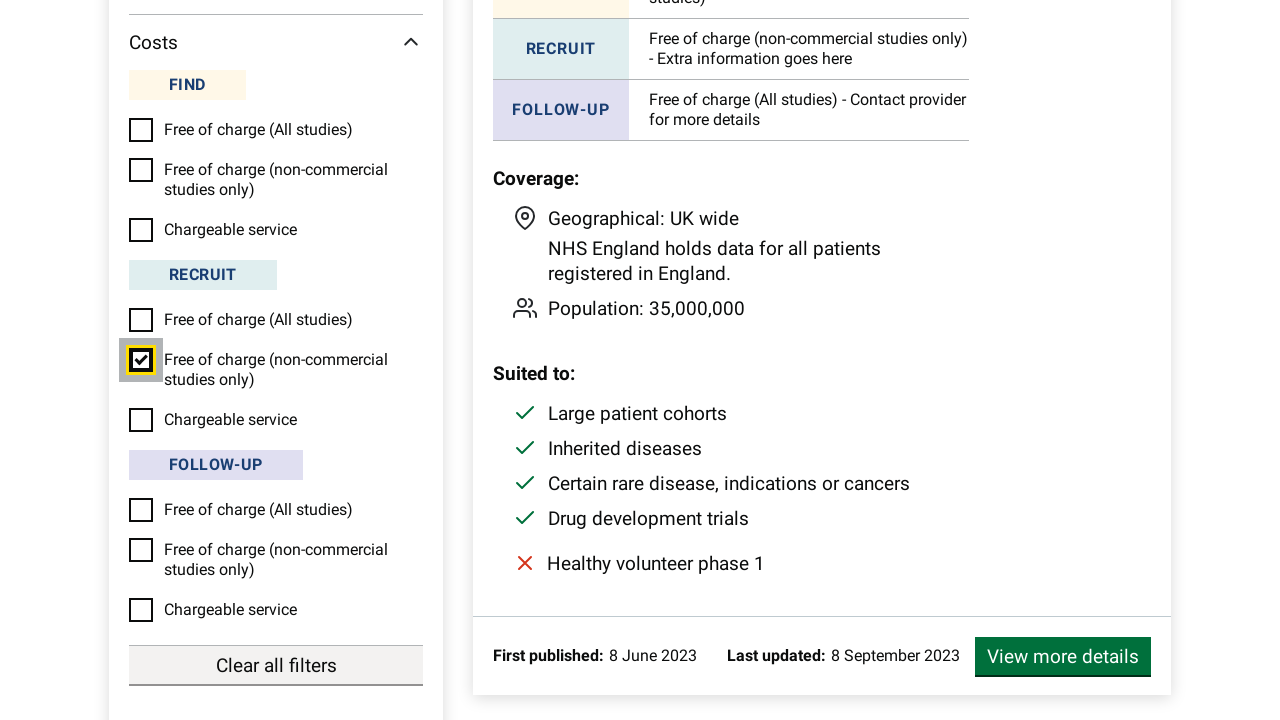 Costs
FIND
Free of charge (All studies)
Free of charge (non-commercial
studies only)
Chargeable service
RECRUIT
Free of charge (All studies)
Free of charge (non-commercial
studies only)
Chargeable service
FOLLOW-UP
Free of charge (All studies)
Free of charge (non-commercial
studies only)
Chargeable service
Clear all filters
studies)
RECRUIT
Free of charge (non-commercial studies only)
- Extra information goes here
FOLLOW-UP
Free of charge (All studies) - Contact provider
for more details
Coverage:
Geographical: UK wide
NHS England holds data for all patients
registered in England.
Population: 35,000,000
Suited to:
Large patient cohorts
Inherited diseases
Certain rare disease, indications or cancers
Drug development trials
Healthy volunteer phase 1
First published: 8 June 2023
Last updated: 8 September 2023
View more details